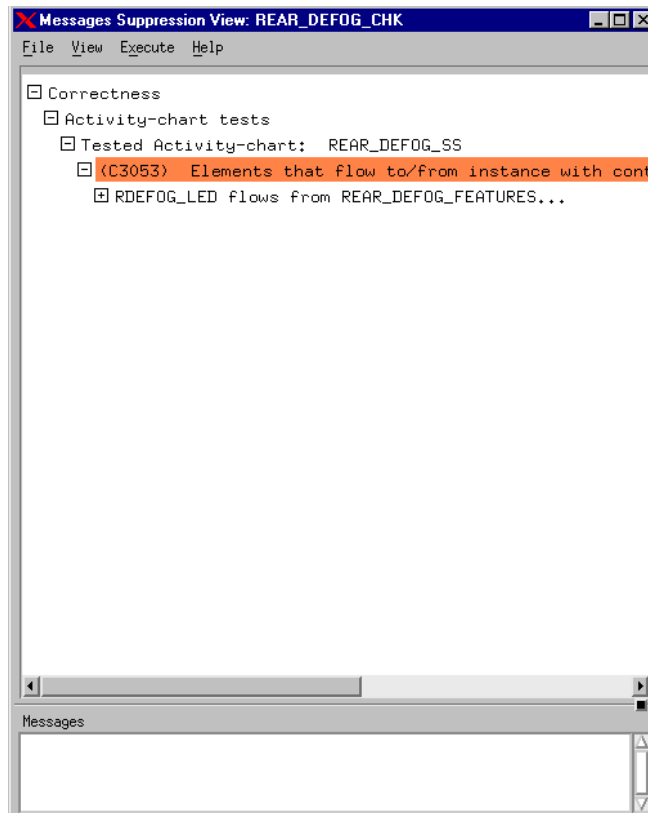 Messages Suppression View: REAR_DEFOG_CHK
File View Execute Help
Correctness
Activity-chart tests
Tested Activity-chart: REAR_DEFOG_SS
(C3053) Elements that flow to/from instance with cont
RDEFOG_LED flows from REAR_DEFOG_FEATURES...
Messages